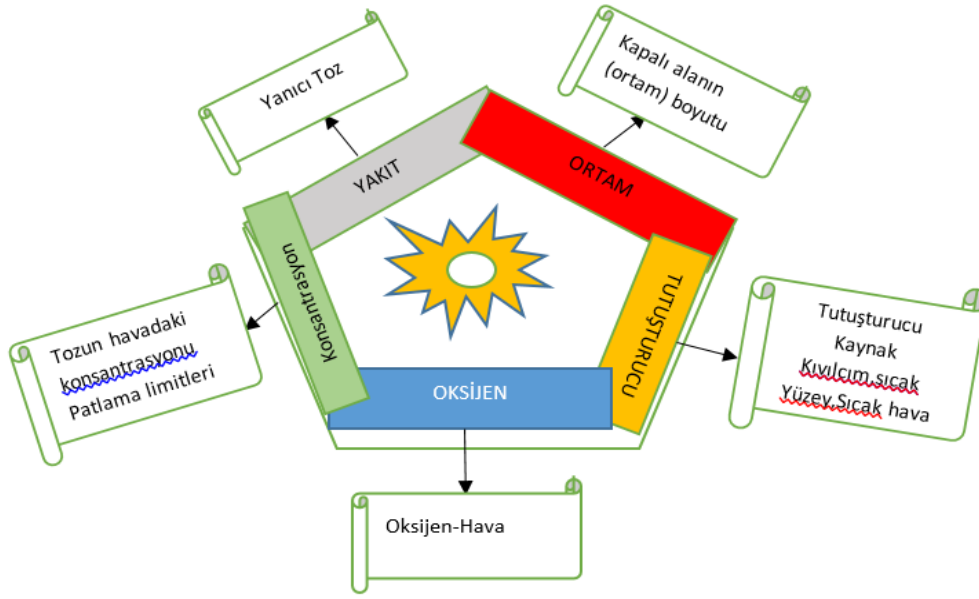 Yanıcı Toz
Kapalı alanın
(ortam) boyutu
YAKIT
ORTAM
Konsantrasyon
TUTUŞTURUCU
OKSİJEN
Tozun havadaki
konsantrasyonu
Patlama limitleri
Tutuşturucu
Kaynak
Kıvılcım,sıcak
Yüzey,Sıcak hava
Oksijen-Hava